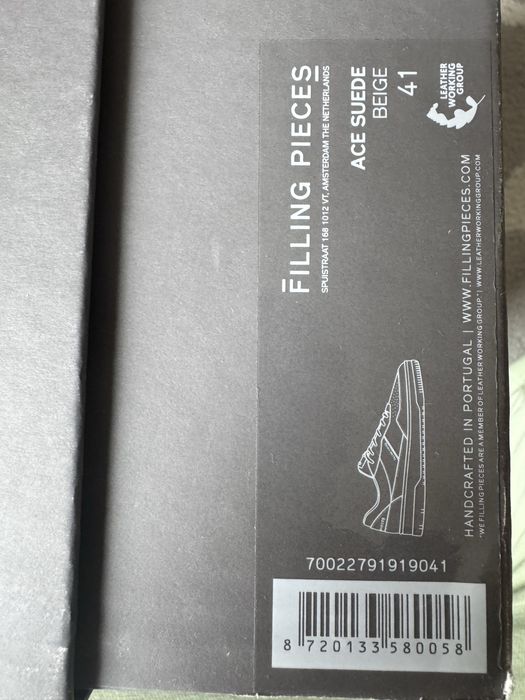 FILLING PIECES
SPUISTRAAT 168 1012 VT, AMSTERDAM THE NETHERLANDS
ACE SUEDE
BEIGE
41
LEATHER
WORKING
GROUP
HANDCRAFTED IN PORTUGAL | WWW.FILLINGPIECES.COM
*WE FILLING PIECES ARE A MEMBER OF LEATHER WORKING GROUP.* | WWW.LEATHERWORKINGGROUP.COM
70022791919041
8 720133 580058